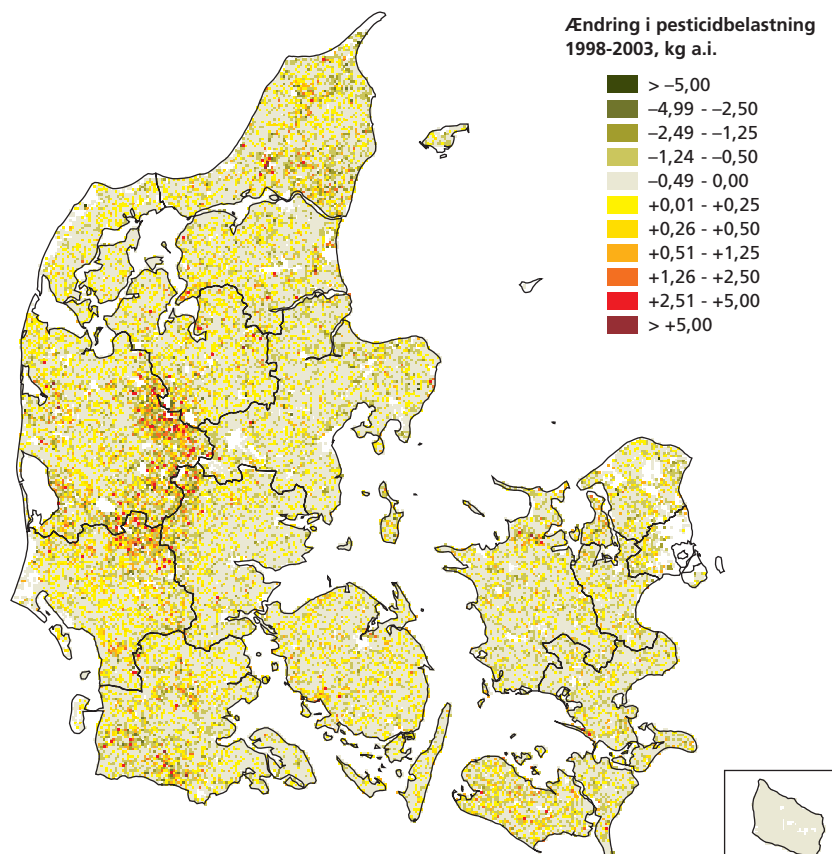 Ændring i pesticidbelastning
1998-2003, kg a.i.
> –5,00
–4,99 - –2,50
–2,49 - –1,25
–1,24 - –0,50
–0,49 - 0,00
+0,01 - +0,25
+0,26 - +0,50
+0,51 - +1,25
+1,26 - +2,50
+2,51 - +5,00
> +5,00